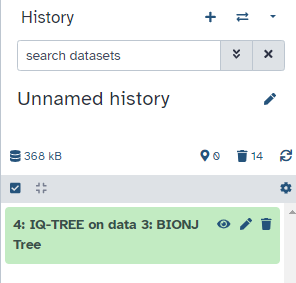 History
search datasets
Unnamed history
368 kB 0 14
4: IQ-TREE on data 3: BIONJ
Tree